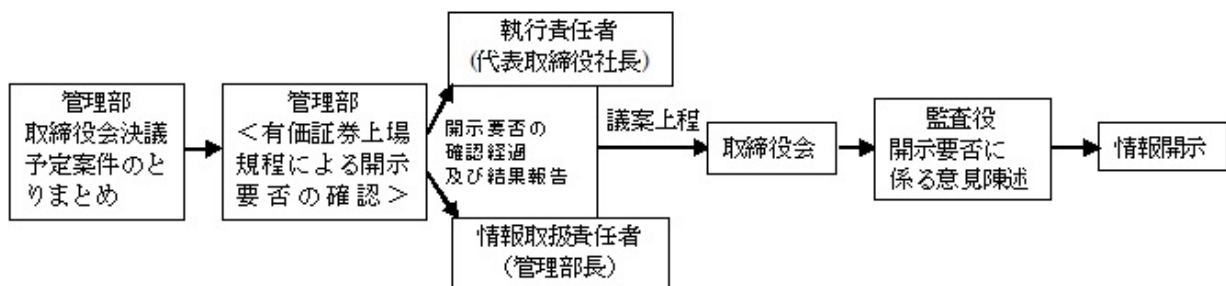 管理部
取締役会決議
予定案件のと
りまとめ
管理部
＜有価証券上場
規程による開示
要否の確認＞
執行責任者
(代表取締役社長)
開示要否の
確認経過
及び結果報告
情報取扱責任者
（管理部長）
議案上程
取締役会
監査役
開示要否に
係る意見陳述
情報開示